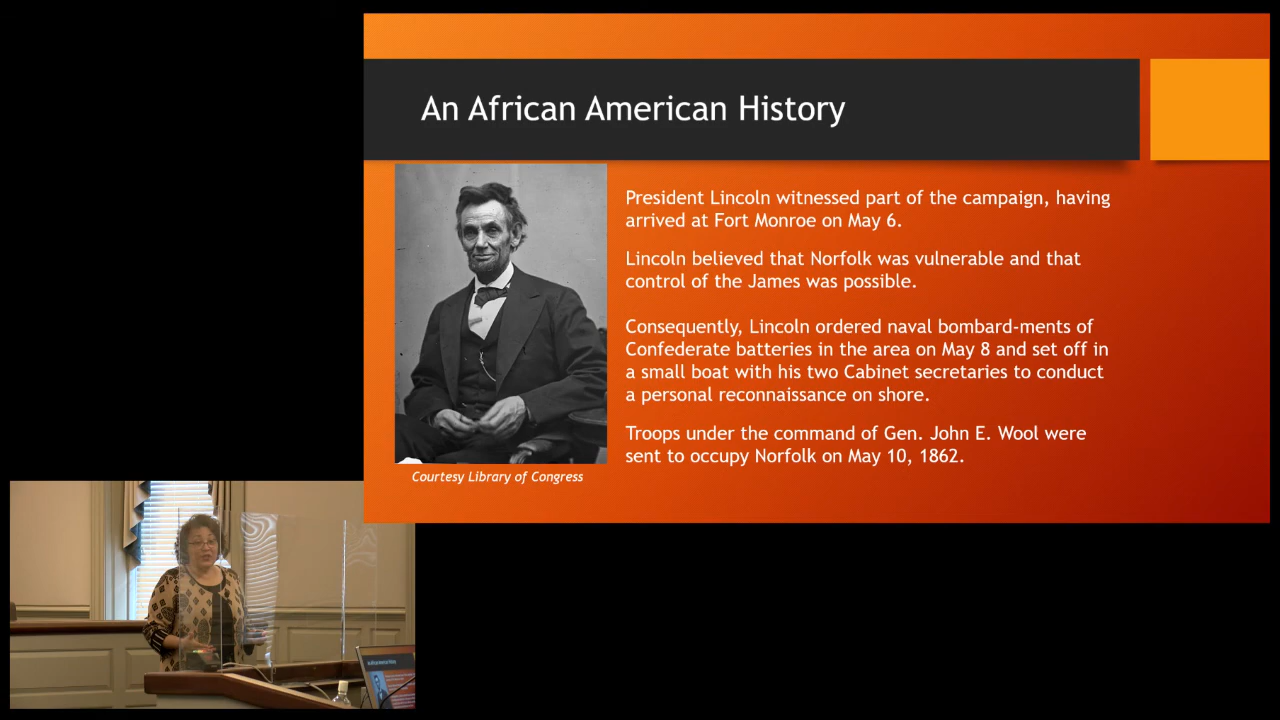 An African American History
President Lincoln witnessed part of the campaign, having
arrived at Fort Monroe on May 6.
Lincoln believed that Norfolk was vulnerable and that
control of the James was possible.
Consequently, Lincoln ordered naval bombard-ments of
Confederate batteries in the area on May 8 and set off in
a small boat with his two Cabinet secretaries to conduct
a personal reconnaissance on shore.
Troops under the command of Gen. John E. Wool were
sent to occupy Norfolk on May 10, 1862.
Courtesy Library of Congress